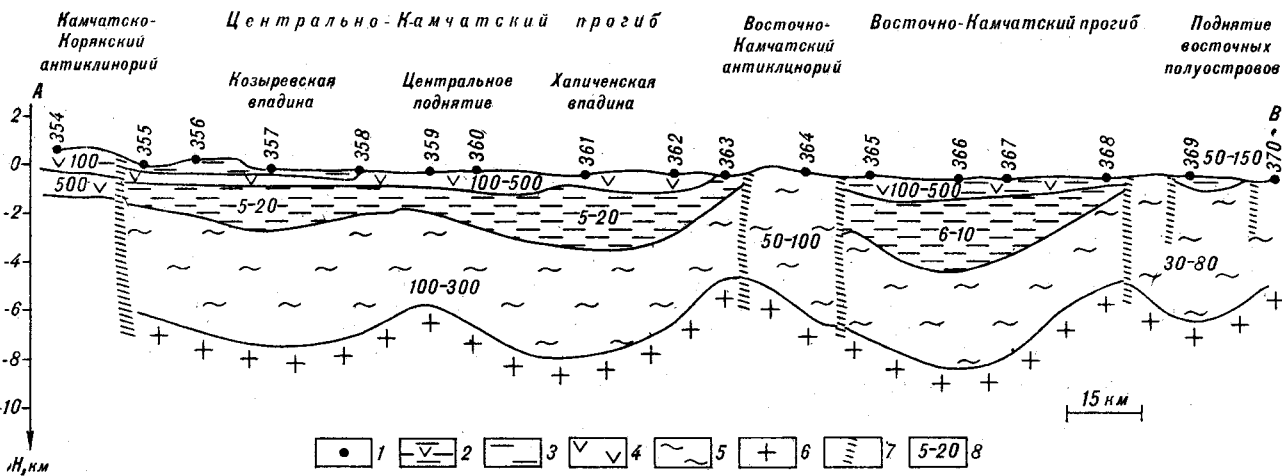 Камчатско-
Корякский
антиклинорий
Центрально-Камчатский прогиб
Восточно-
Камчатский
антиклинорий
Восточно-Камчатский прогиб
Поднятие
восточных
полуостровов
Козыревская
впадина
Центральное
поднятие
Хапиченская
впадина
А
В
354 355 356 357 358 359 360 361 362 363 364 365 366 367 368 369 370
2
0
-2
-4
-6
-8
-10
Н, км
100
500
100-500
5-20
5-20
100-300
50-100
100-500
6-10
50-150
30-80
15 км
1 2 3 4 5 6 7 5-20 8